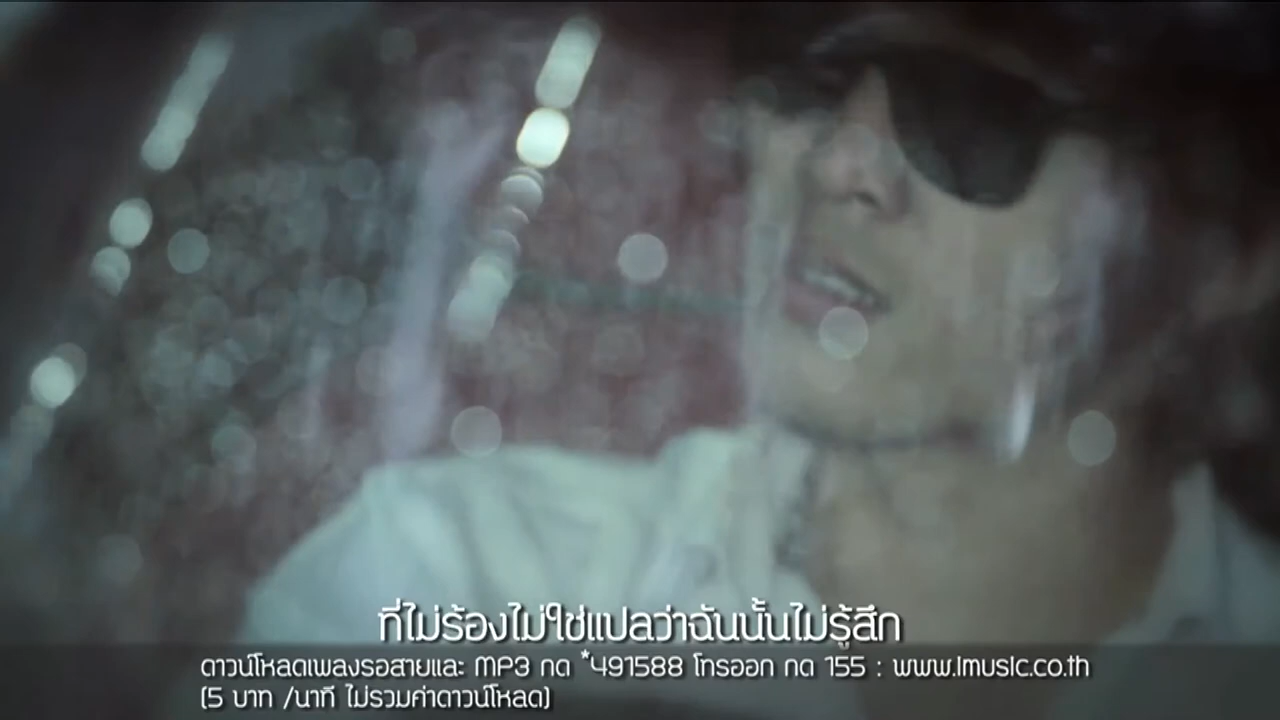 ที่ไม่ร้องไม่ใช่แปลว่าฉันนั้นไม่รู้สึก
ดาวน์โหลดเพลงรอสายและ MP3 กด *491588 โทรออก กด 155 : www.imusic.co.th
(5 บาท /นาที ไม่รวมค่าดาวน์โหลด)